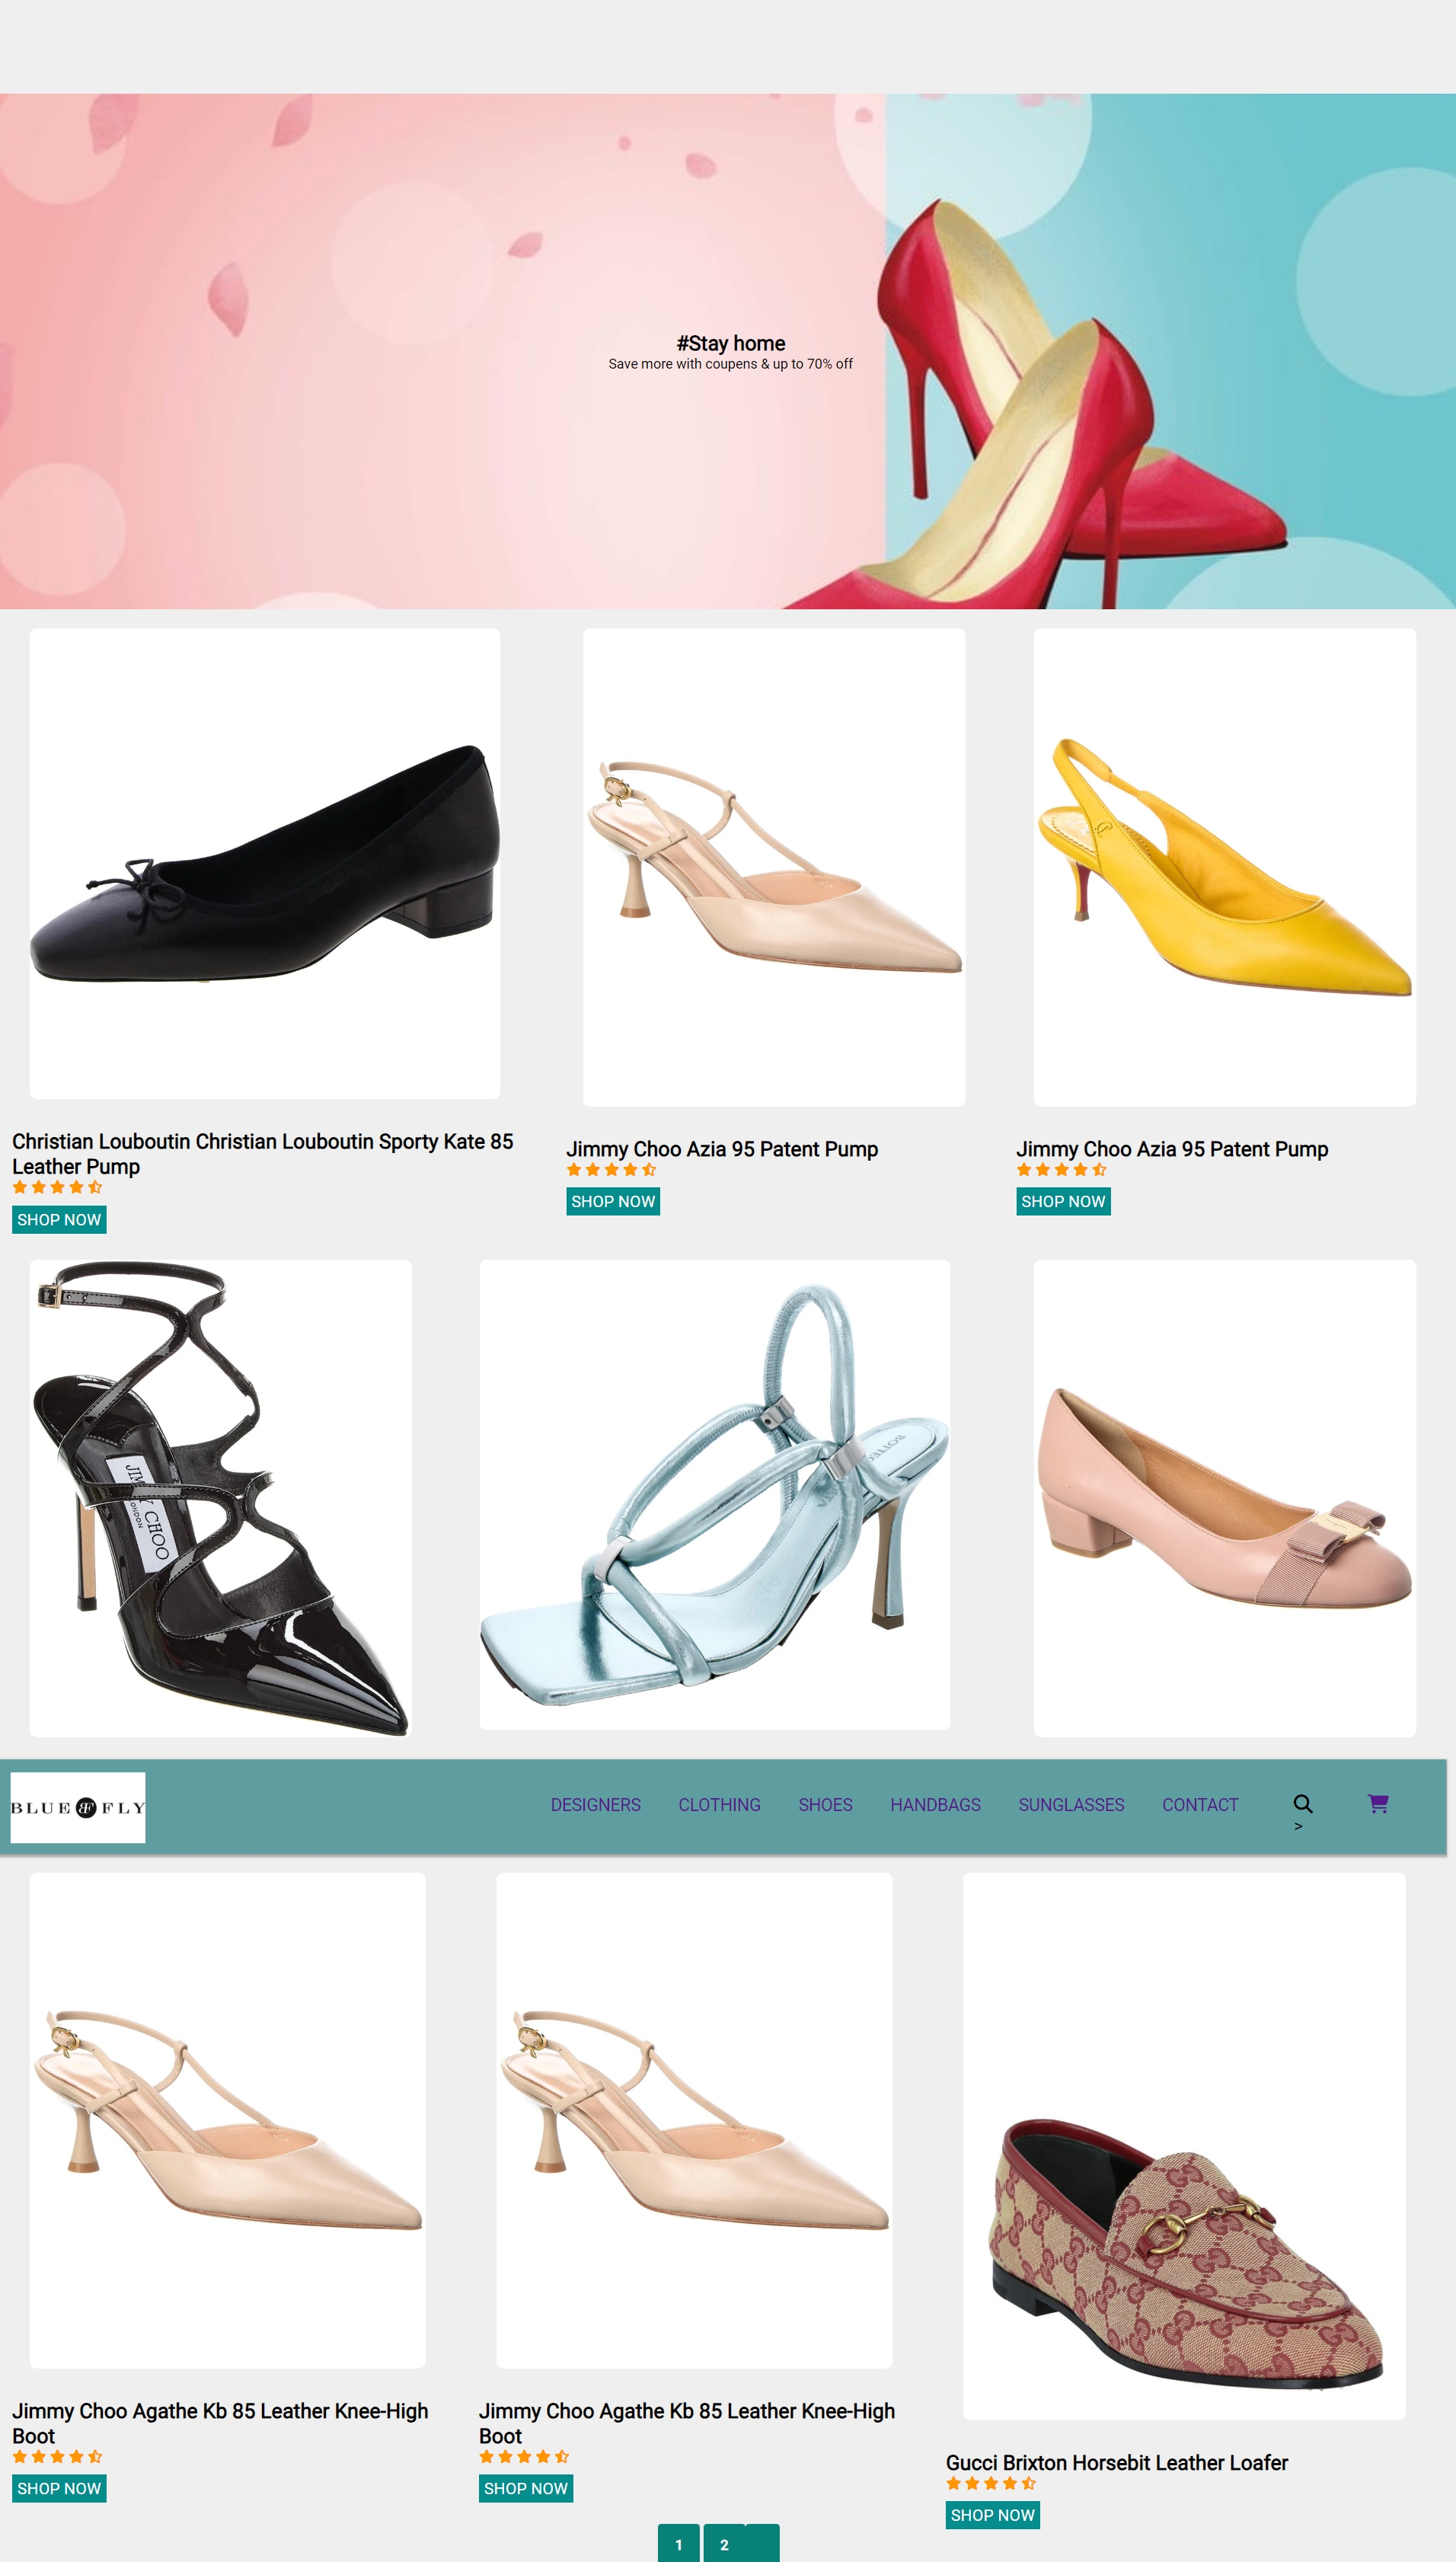 #Stay home
Save more with coupens & up to 70% off
Christian Louboutin Christian Louboutin Sporty Kate 85
Leather Pump
SHOP NOW
Jimmy Choo Azia 95 Patent Pump
SHOP NOW
Jimmy Choo Azia 95 Patent Pump
SHOP NOW
JIMMY CHOO
LONDON
BLUE BF FLY
DESIGNERS
CLOTHING
SHOES
HANDBAGS
SUNGLASSES
CONTACT
>
Jimmy Choo Agathe Kb 85 Leather Knee-High
Boot
SHOP NOW
Jimmy Choo Agathe Kb 85 Leather Knee-High
Boot
SHOP NOW
Gucci Brixton Horsebit Leather Loafer
SHOP NOW
1
2